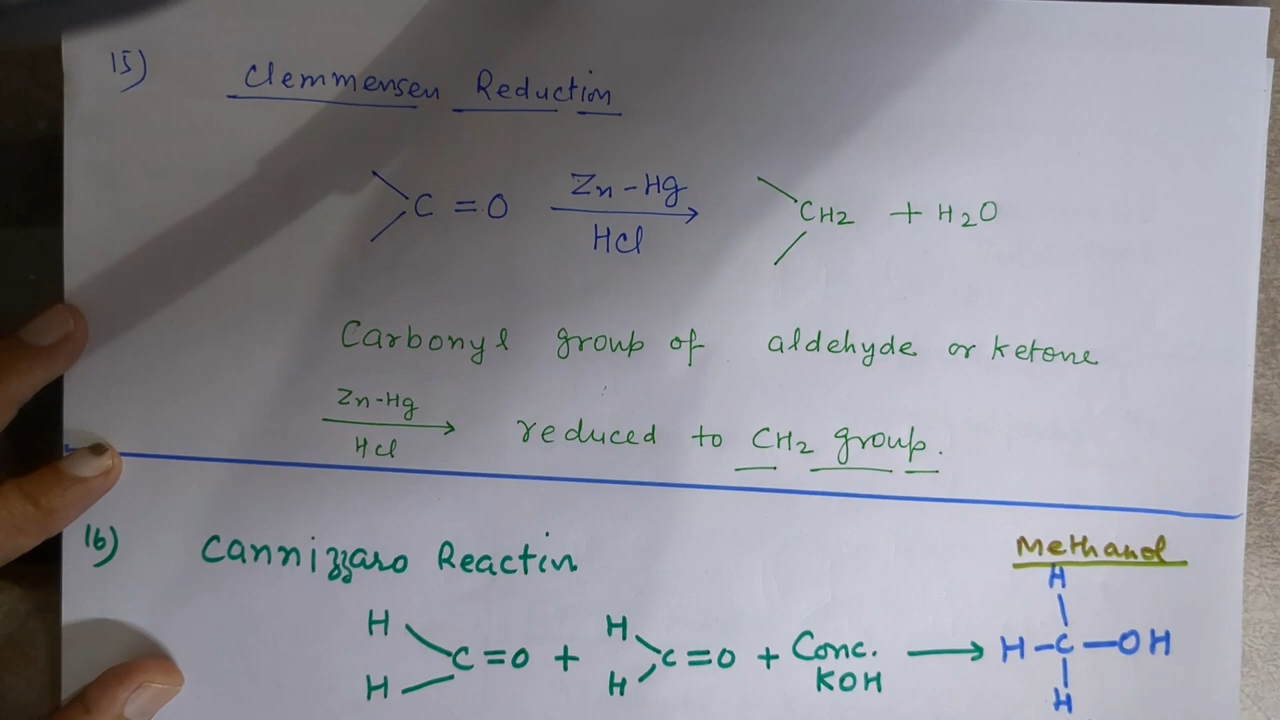 15) Clemmensen Reduction
C = O Zn-Hg HCl CH2 + H2O
Carbonyl group of aldehyde or ketone
Zn-Hg HCl reduced to CH2 group.
16) Cannizzaro Reactin
Methanol
H H H
C=O + C=O + Conc. KOH → H-C-OH
H H H